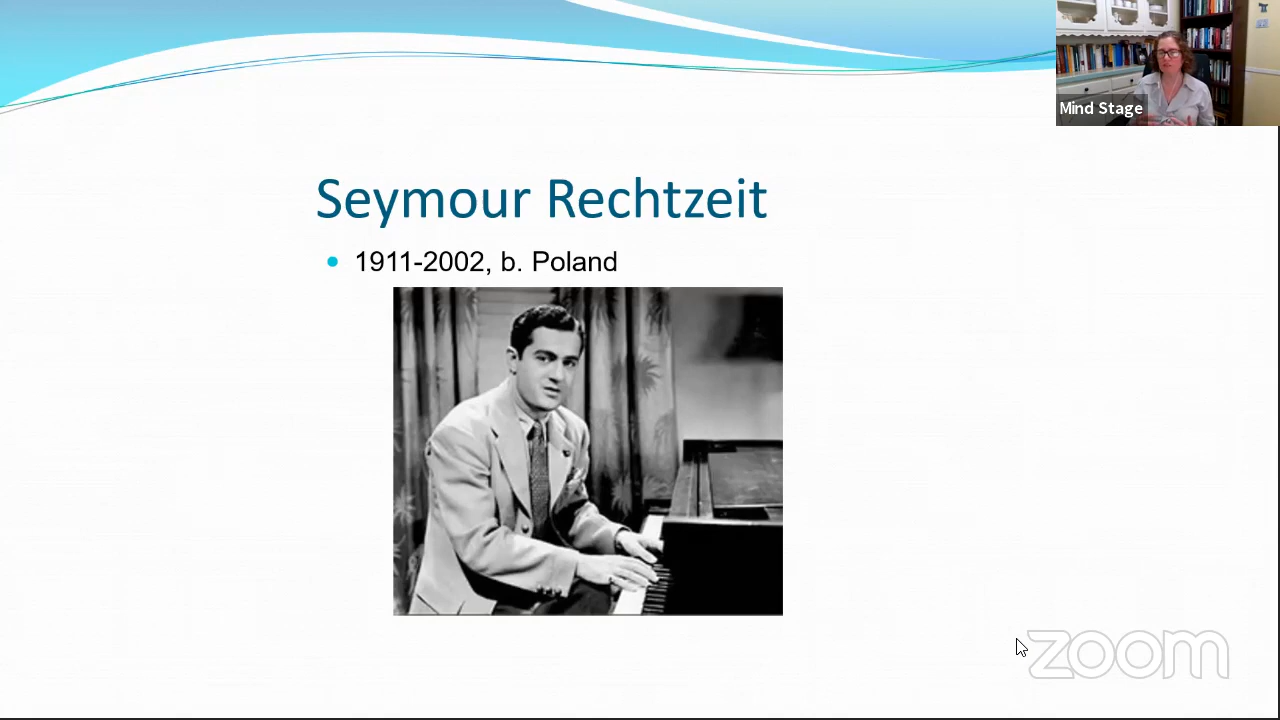 Mind Stage
Seymour Rechtzeit
1911-2002, b. Poland
zoom